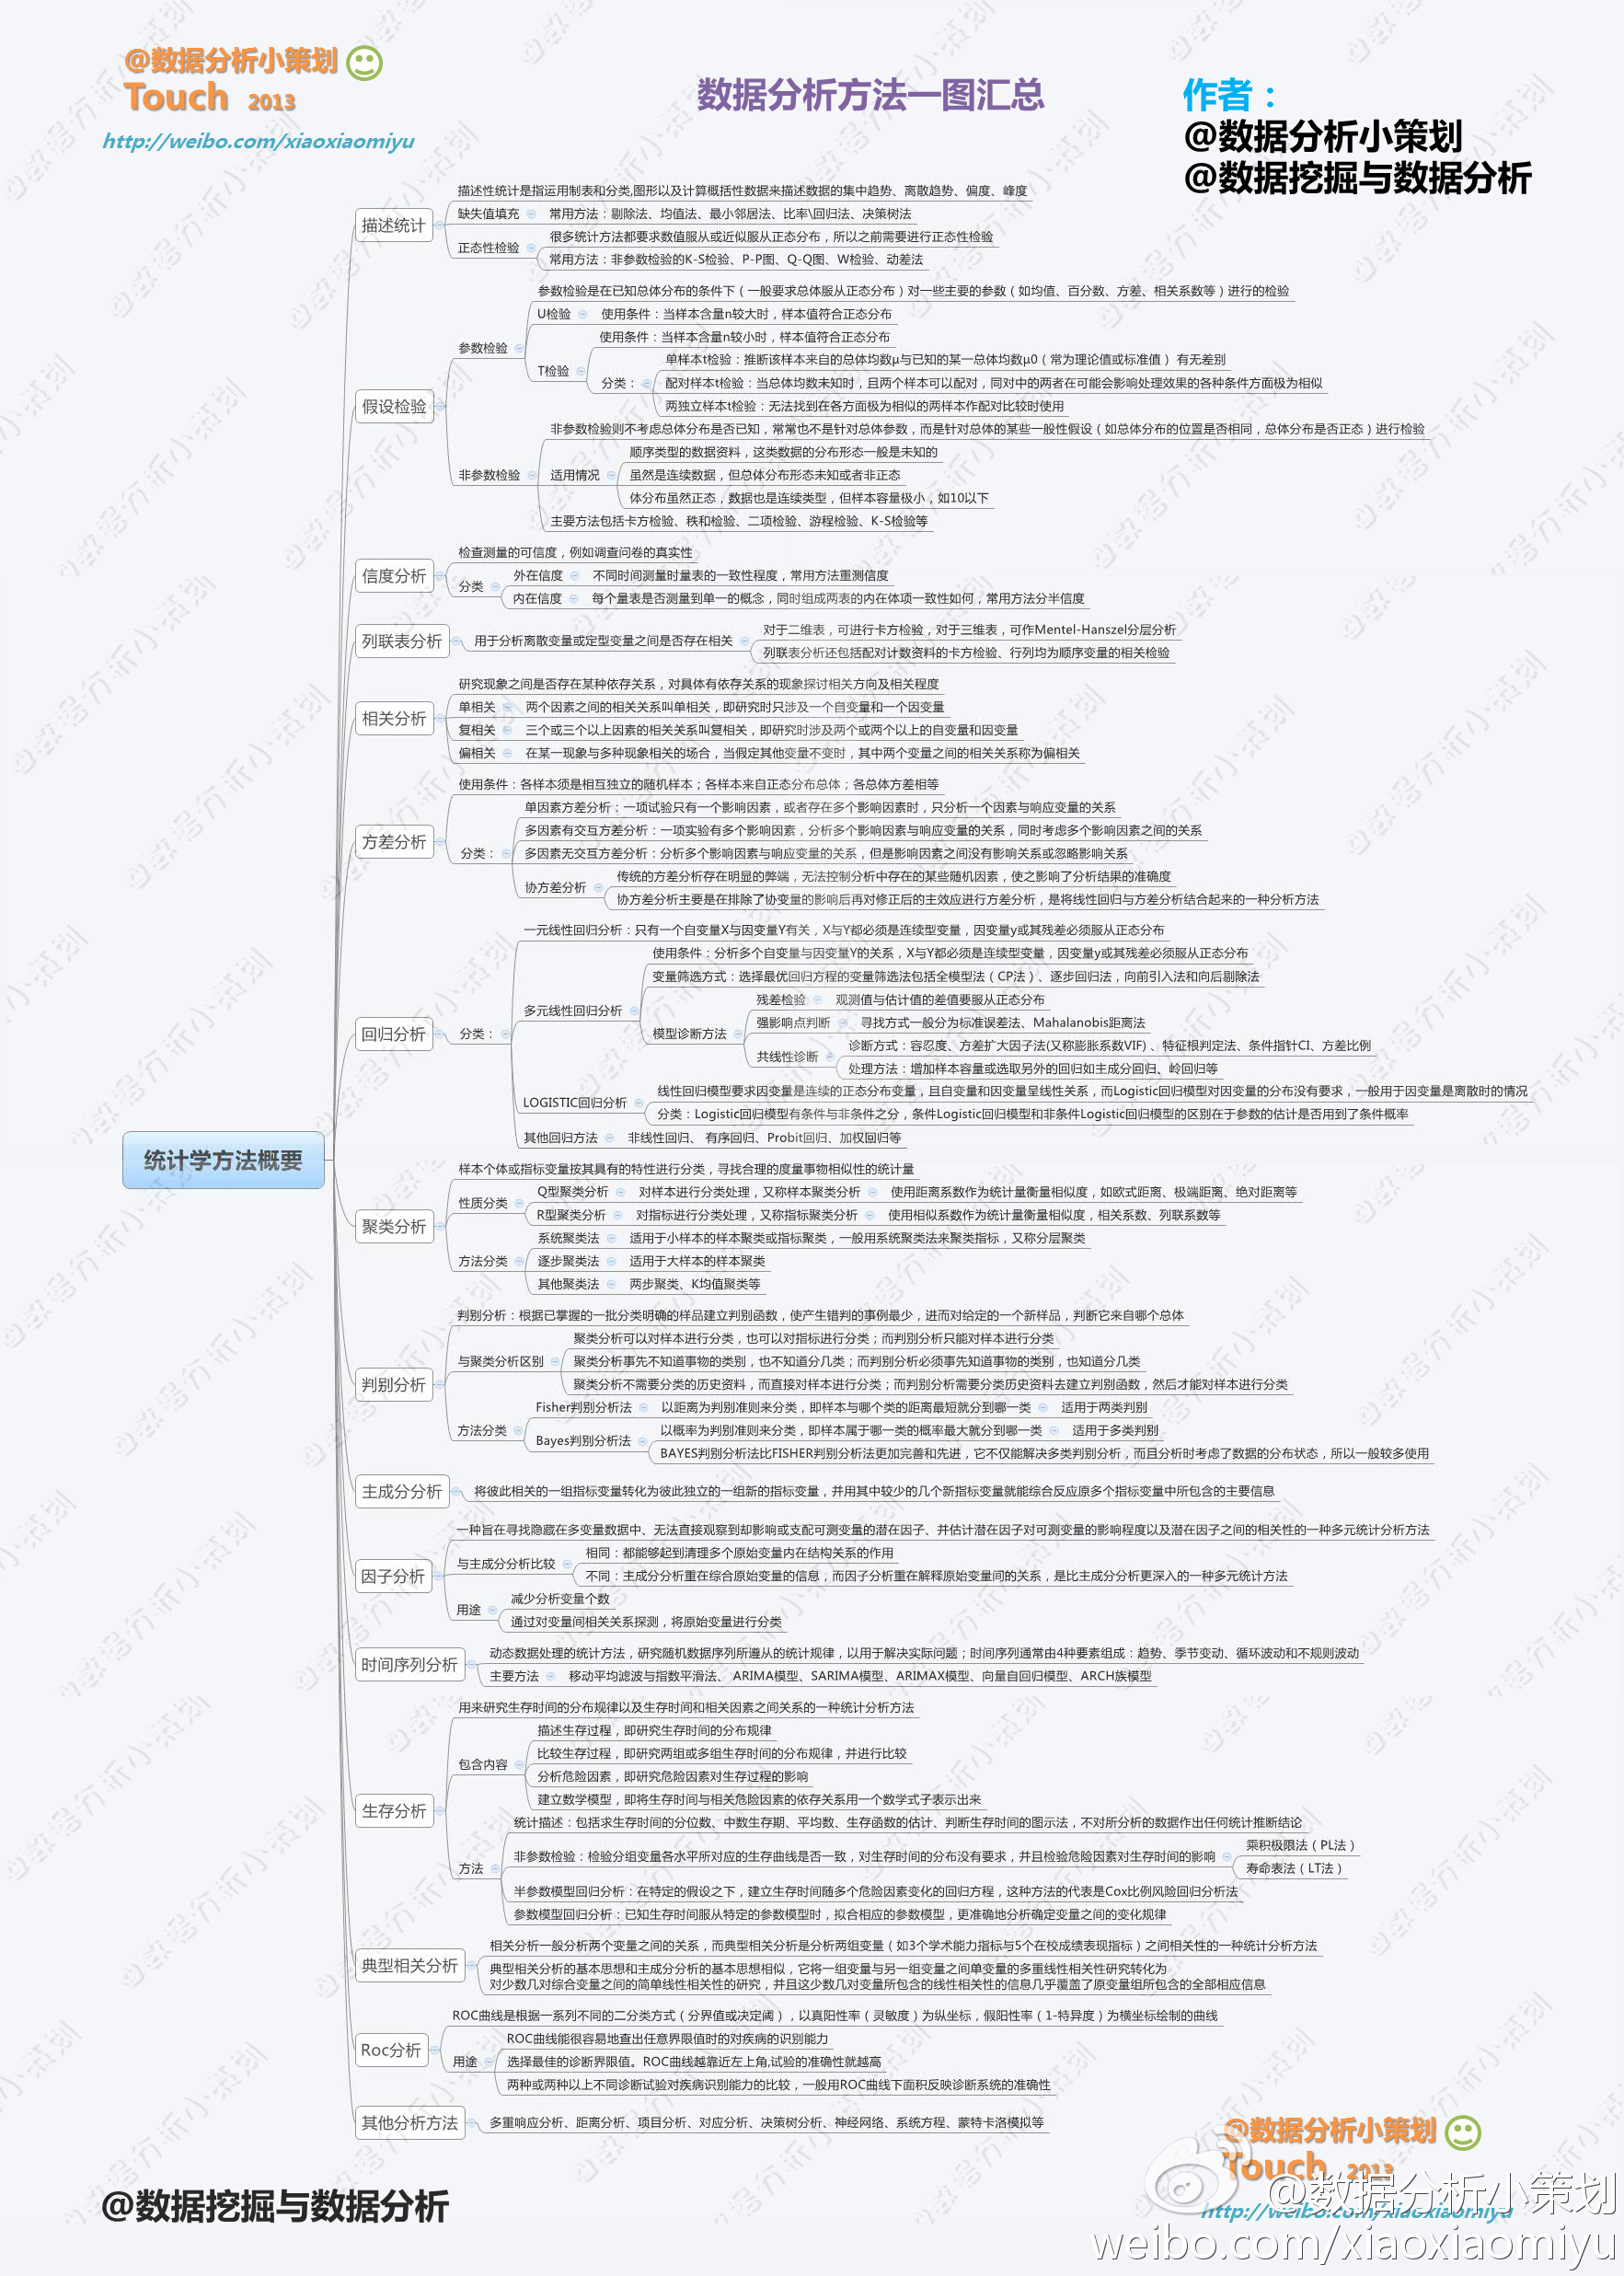 @数据分析小策划
Touch 2013
http://weibo.com/xiaoxiaomiyu
数据分析方法一图汇总
作者：
@数据分析小策划
@数据挖掘与数据分析
统计学方法概要
描述统计
描述性统计是指运用制表和分类,图形以及计算概括性数据来描述数据的集中趋势、离散趋势、偏度、峰度
缺失值填充 常用方法：剔除法、均值法、最小邻居法、比率\回归法、决策树法
正态性检验
很多统计方法都要求数值服从或近似服从正态分布，所以之前需要进行正态性检验
常用方法：非参数检验的K-S检验、P-P图、Q-Q图、W检验、动差法
假设检验
参数检验
参数检验是在已知总体分布的条件下（一般要求总体服从正态分布）对一些主要的参数（如均值、百分数、方差、相关系数等）进行的检验
U检验 使用条件：当样本含量n较大时，样本值符合正态分布
T检验
使用条件：当样本含量n较小时，样本值符合正态分布
分类：
单样本t检验：推断该样本来自的总体均数μ与已知的某一总体均数μ0（常为理论值或标准值）有无差别
配对样本t检验：当总体均数未知时，且两个样本可以配对，同对中的两者在可能会影响处理效果的各种条件方面极为相似
两独立样本t检验：无法找到在各方面极为相似的两样本作配对比较时使用
非参数检验
非参数检验则不考虑总体分布是否已知，常常也不是针对总体参数，而是针对总体的某些一般性假设（如总体分布的位置是否相同，总体分布是否正态）进行检验
适用情况
顺序类型的数据资料，这类数据的分布形态一般是未知的
虽然是连续数据，但总体分布形态未知或者非正态
体分布虽然正态，数据也是连续类型，但样本容量极小，如10以下
主要方法包括卡方检验、秩和检验、二项检验、游程检验、K-S检验等
信度分析
检查测量的可信度，例如调查问卷的真实性
分类
外在信度 不同时间测量时量表的一致性程度，常用方法重测信度
内在信度 每个量表是否测量到单一的概念，同时组成两表的内在体项一致性如何，常用方法分半信度
列联表分析
用于分析离散变量或定型变量之间是否存在相关
对于二维表，可进行卡方检验，对于三维表，可作Mentel-Hanszel分层分析
列联表分析还包括配对计数资料的卡方检验、行列均为顺序变量的相关检验
相关分析
研究现象之间是否存在某种依存关系，对具体有依存关系的现象探讨相关方向及相关程度
单相关 两个因素之间的相关关系叫单相关，即研究时只涉及一个自变量和一个因变量
复相关 三个或三个以上因素的相关关系叫复相关，即研究时涉及两个或两个以上的自变量和因变量
偏相关 在某一现象与多种现象相关的场合，当假定其他变量不变时，其中两个变量之间的相关关系称为偏相关
方差分析
使用条件：各样本须是相互独立的随机样本；各样本来自正态分布总体；各总体方差相等
分类：
单因素方差分析：一项试验只有一个影响因素，或者存在多个影响因素时，只分析一个因素与响应变量的关系
多因素有交互方差分析：一项实验有多个影响因素，分析多个影响因素与响应变量的关系，同时考虑多个影响因素之间的关系
多因素无交互方差分析：分析多个影响因素与响应变量的关系，但是影响因素之间没有影响关系或忽略影响关系
协方差分析
传统的方差分析存在明显的弊端，无法控制分析中存在的某些随机因素，使之影响了分析结果的准确度
协方差分析主要是在排除了协变量的影响后再对修正后的主效应进行方差分析，是将线性回归与方差分析结合起来的一种分析方法
回归分析
分类：
一元线性回归分析：只有一个自变量X与因变量Y有关，X与Y都必须是连续型变量，因变量y或其残差必须服从正态分布
多元线性回归分析
使用条件：分析多个自变量与因变量Y的关系，X与Y都必须是连续型变量，因变量y或其残差必须服从正态分布
变量筛选方式：选择最优回归方程的变量筛选法包括全模型法（CP法）、逐步回归法，向前引入法和向后剔除法
模型诊断方法
残差检验 观测值与估计值的差值要服从正态分布
强影响点判断 寻找方式一般分为标准误差法、Mahalanobis距离法
共线性诊断
诊断方式：容忍度、方差扩大因子法(又称膨胀系数VIF) 、特征根判定法、条件指针CI、方差比例
处理方法：增加样本容量或选取另外的回归如主成分回归、岭回归等
LOGISTIC回归分析
线性回归模型要求因变量是连续的正态分布变量，且自变量和因变量呈线性关系，而Logistic回归模型对因变量的分布没有要求，一般用于因变量是离散时的情况
分类：Logistic回归模型有条件与非条件之分，条件Logistic回归模型和非条件Logistic回归模型的区别在于参数的估计是否用到了条件概率
其他回归方法 非线性回归、 有序回归、Probit回归、加权回归等
聚类分析
样本个体或指标变量按其具有的特性进行分类，寻找合理的度量事物相似性的统计量
性质分类
Q型聚类分析 对样本进行分类处理，又称样本聚类分析 使用距离系数作为统计量衡量相似度，如欧式距离、极端距离、绝对距离等
R型聚类分析 对指标进行分类处理，又称指标聚类分析 使用相似系数作为统计量衡量相似度，相关系数、列联系数等
方法分类
系统聚类法 适用于小样本的样本聚类或指标聚类，一般用系统聚类法来聚类指标，又称分层聚类
逐步聚类法 适用于大样本的样本聚类
其他聚类法 两步聚类、K均值聚类等
判别分析
判别分析：根据已掌握的一批分类明确的样品建立判别函数，使产生错判的事例最少，进而对给定的一个新样品，判断它来自哪个总体
与聚类分析区别
聚类分析可以对样本进行分类，也可以对指标进行分类；而判别分析只能对样本进行分类
聚类分析事先不知道事物的类别，也不知道分几类；而判别分析必须事先知道事物的类别，也知道分几类
聚类分析不需要分类的历史资料，而直接对样本进行分类；而判别分析需要分类历史资料去建立判别函数，然后才能对样本进行分类
方法分类
Fisher判别分析法 以距离为判别准则来分类，即样本与哪个类的距离最短就分到哪一类 适用于两类判别
Bayes判别分析法
以概率为判别准则来分类，即样本属于哪一类的概率最大就分到哪一类 适用于多类判别
BAYES判别分析法比FISHER判别分析法更加完善和先进，它不仅能解决多类判别分析，而且分析时考虑了数据的分布状态，所以一般较多使用
主成分分析
将彼此相关的一组指标变量转化为彼此独立的一组新的指标变量，并用其中较少的几个新指标变量就能综合反应原多个指标变量中所包含的主要信息
因子分析
一种旨在寻找隐藏在多变量数据中、无法直接观察到却影响或支配可测变量的潜在因子、并估计潜在因子对可测变量的影响程度以及潜在因子之间的相关性的一种多元统计分析方法
与主成分分析比较
相同：都能够起到清理多个原始变量内在结构关系的作用
不同：主成分分析重在综合原始变量的信息，而因子分析重在解释原始变量间的关系，是比主成分分析更深入的一种多元统计方法
用途
减少分析变量个数
通过对变量间相关关系探测，将原始变量进行分类
时间序列分析
动态数据处理的统计方法，研究随机数据序列所遵从的统计规律，以用于解决实际问题；时间序列通常由4种要素组成：趋势、季节变动、循环波动和不规则波动
主要方法 移动平均滤波与指数平滑法、 ARIMA模型、SARIMA模型、ARIMAX模型、向量自回归模型、ARCH族模型
生存分析
用来研究生存时间的分布规律以及生存时间和相关因素之间关系的一种统计分析方法
包含内容
描述生存过程，即研究生存时间的分布规律
比较生存过程，即研究两组或多组生存时间的分布规律，并进行比较
分析危险因素，即研究危险因素对生存过程的影响
建立数学模型，即将生存时间与相关危险因素的依存关系用一个数学式子表示出来
方法
统计描述：包括求生存时间的分位数、中数生存期、平均数、生存函数的估计、判断生存时间的图示法，不对所分析的数据作出任何统计推断结论
非参数检验：检验分组变量各水平所对应的生存曲线是否一致，对生存时间的分布没有要求，并且检验危险因素对生存时间的影响
乘积极限法（PL法）
寿命表法（LT法）
半参数模型回归分析：在特定的假设之下，建立生存时间随多个危险因素变化的回归方程，这种方法的代表是Cox比例风险回归分析法
参数模型回归分析：已知生存时间服从特定的参数模型时，拟合相应的参数模型，更准确地分析确定变量之间的变化规律
典型相关分析
相关分析一般分析两个变量之间的关系，而典型相关分析是分析两组变量（如3个学术能力指标与5个在校成绩表现指标）之间相关性的一种统计分析方法
典型相关分析的基本思想和主成分分析的基本思想相似，它将一组变量与另一组变量之间单变量的多重线性相关性研究转化为
对少数几对综合变量之间的简单线性相关性的研究，并且这少数几对变量所包含的线性相关性的信息几乎覆盖了原变量组所包含的全部相应信息
Roc分析
ROC曲线是根据一系列不同的二分类方式（分界值或决定阈），以真阳性率（灵敏度）为纵坐标，假阳性率（1-特异度）为横坐标绘制的曲线
用途
ROC曲线能很容易地查出任意界限值时的对疾病的识别能力
选择最佳的诊断界限值。ROC曲线越靠近左上角,试验的准确性就越高
两种或两种以上不同诊断试验对疾病识别能力的比较，一般用ROC曲线下面积反映诊断系统的准确性
其他分析方法
多重响应分析、距离分析、项目分析、对应分析、决策树分析、神经网络、系统方程、蒙特卡洛模拟等
@数据分析小策划
Touch 2013
http://weibo.com/xiaoxiaomiyu
@数据挖掘与数据分析
@数据分析小策划
weibo.com/xiaoxiaomiyu